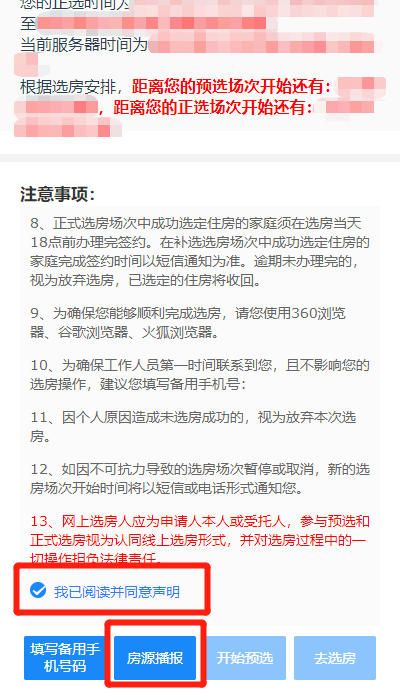 您的正选时间为
至
当前服务器时间为
根据选房安排，距离您的预选场次开始还有：
，距离您的正选场次开始还有：
注意事项：
8、正式选房场次中成功选定住房的家庭须在选房当天
18点前办理完签约。在补选选房场次中成功选定住房的
家庭完成签约时间以短信通知为准。逾期未办理完的，
视为放弃选房，已选定的住房将收回。
9、为确保您能够顺利完成选房，请您使用360浏览
器、谷歌浏览器、火狐浏览器。
10、为确保工作人员第一时间联系到您，且不影响您的
选房操作，建议您填写备用手机号：
11、因个人原因造成未选房成功的，视为放弃本次选
房。
12、如因不可抗力导致的选房场次暂停或取消，新的选
房场次开始时间将以短信或电话形式通知您。
13、网上选房人应为申请人本人或受托人，参与预选和
正式选房视为认同线上选房形式，并对选房过程中的一
切操作担负法律责任。
我已阅读并同意声明
填写备用手
机号码
房源播报
开始预选
去选房